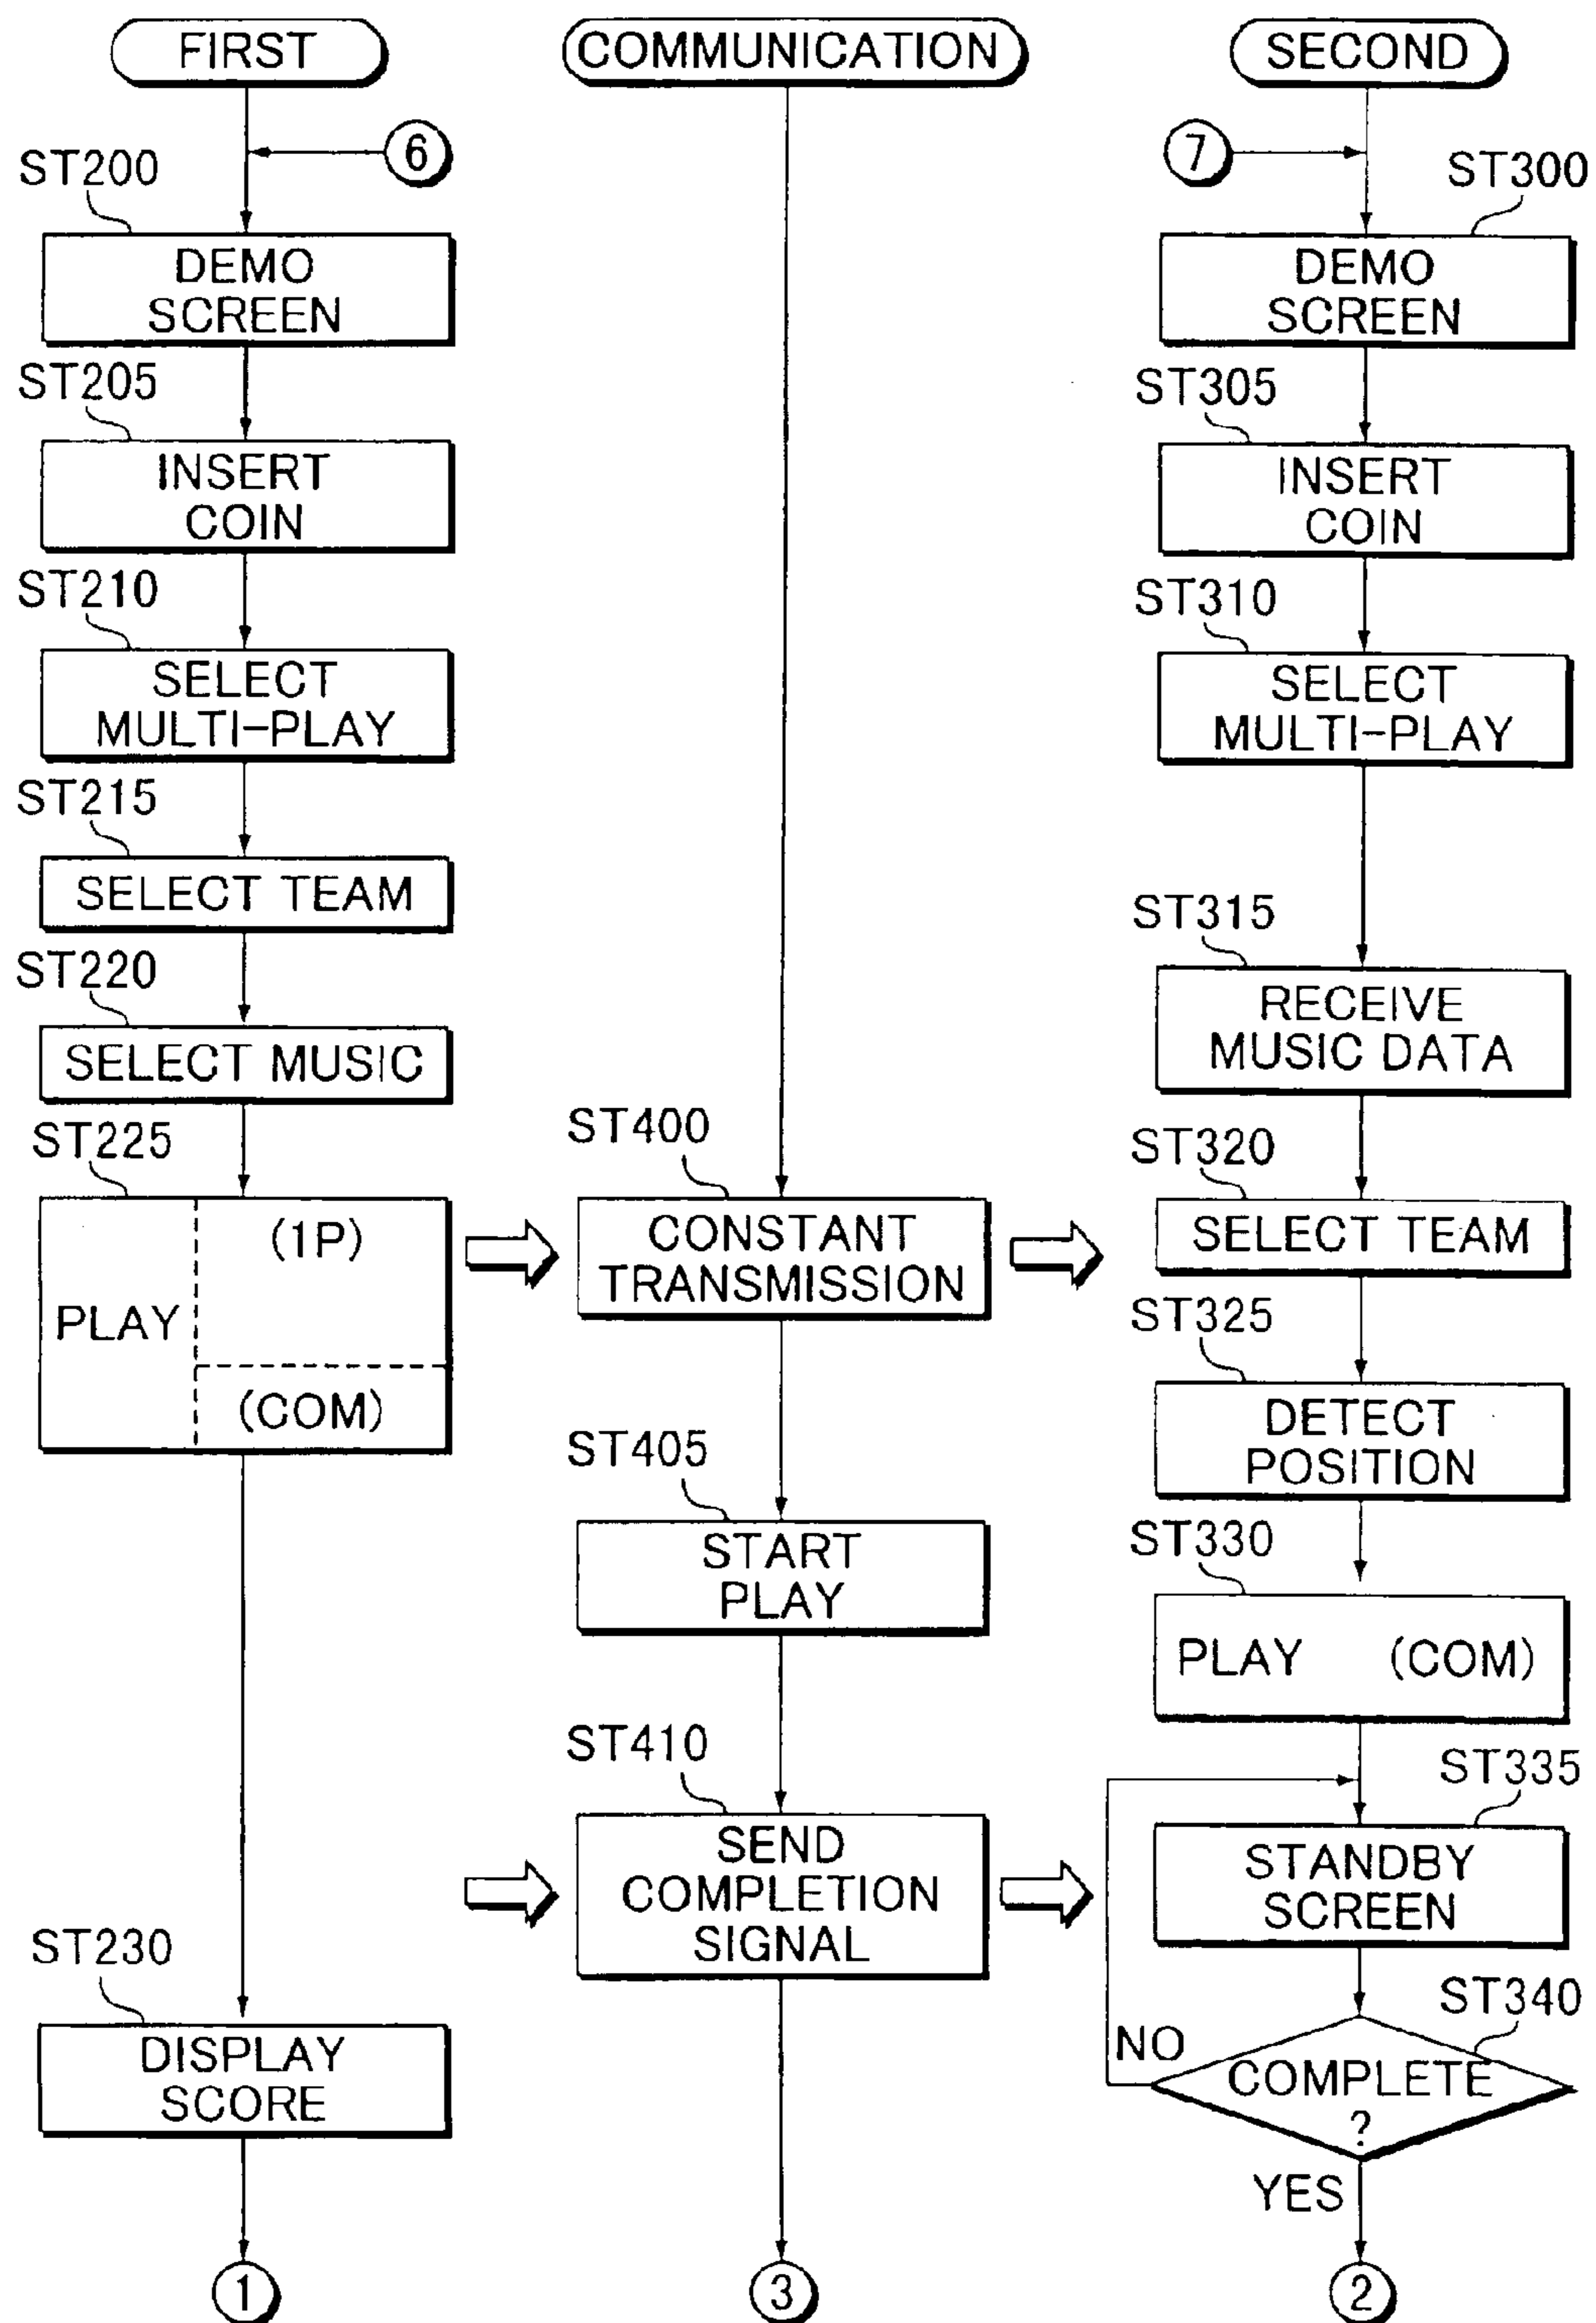 FIRST
6
ST200
DEMO
SCREEN
ST205
INSERT
COIN
ST210
SELECT
MULTI-PLAY
ST215
SELECT TEAM
ST220
SELECT MUSIC
ST225
PLAY
(1P)
(COM)
ST230
DISPLAY
SCORE
1
COMMUNICATION
ST400
CONSTANT
TRANSMISSION
ST405
START
PLAY
ST410
SEND
COMPLETION
SIGNAL
3
SECOND
7
ST300
DEMO
SCREEN
ST305
INSERT
COIN
ST310
SELECT
MULTI-PLAY
ST315
RECEIVE
MUSIC DATA
ST320
SELECT TEAM
ST325
DETECT
POSITION
ST330
PLAY (COM)
ST335
STANDBY
SCREEN
ST340
NO
COMPLETE
?
YES
2